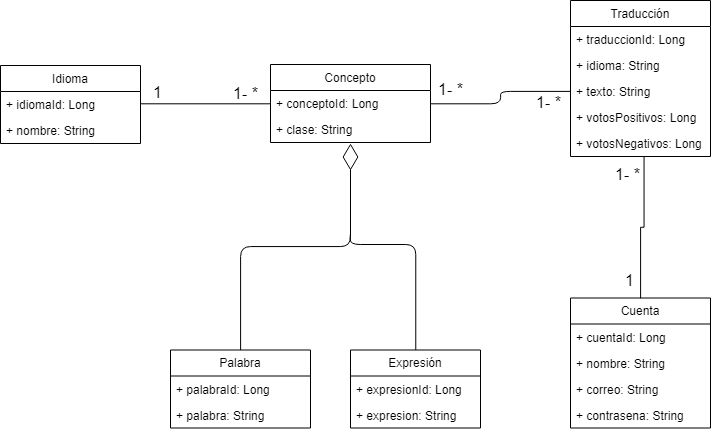 Traducción
+ traduccionId: Long
+ idioma: String
+ texto: String
+ votosPositivos: Long
+ votosNegativos: Long
Idioma
+ idiomaId: Long
+ nombre: String
1
1- *
Concepto
+ conceptoId: Long
+ clase: String
1- *
1- *
1- *
1
Cuenta
+ cuentaId: Long
+ nombre: String
+ correo: String
+ contrasena: String
Palabra
+ palabraId: Long
+ palabra: String
Expresión
+ expresionId: Long
+ expresion: String